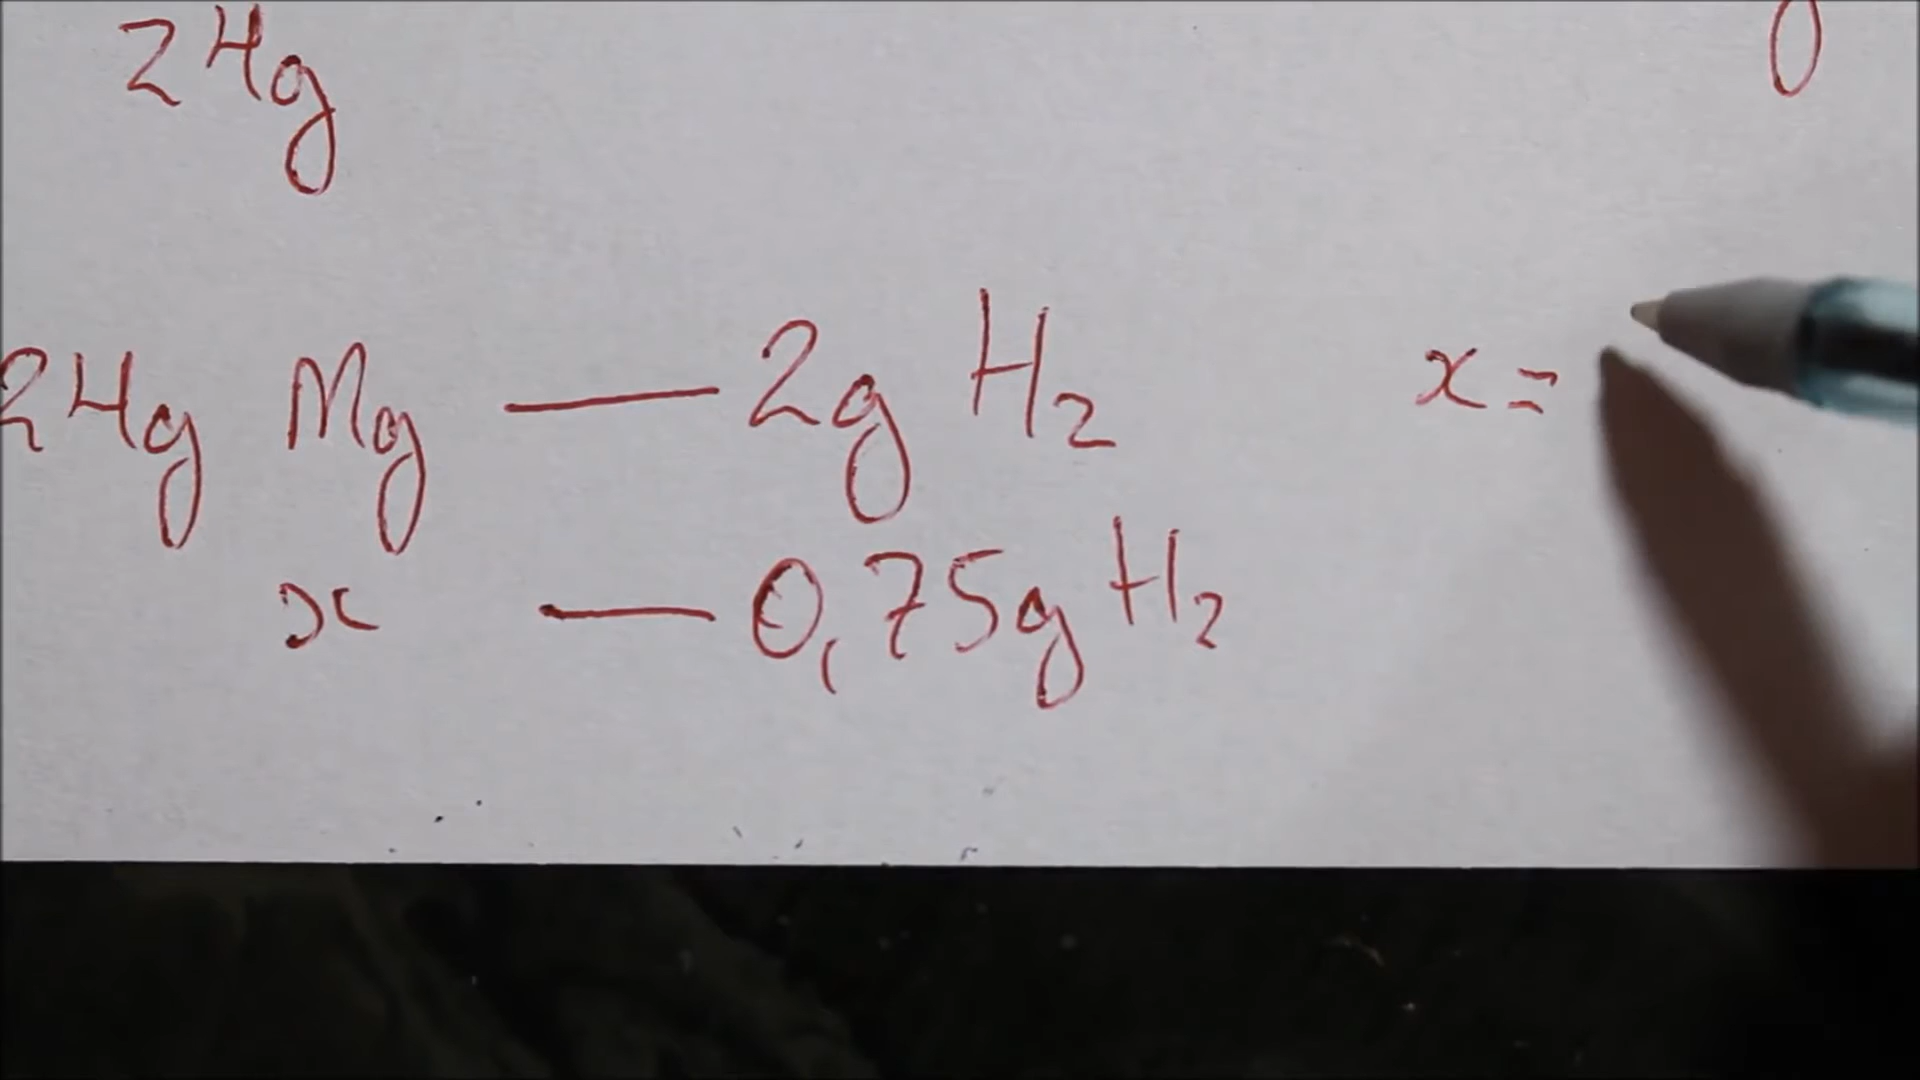 24g
24g Mg — 2g H₂ x =
x — 0,75g H₂